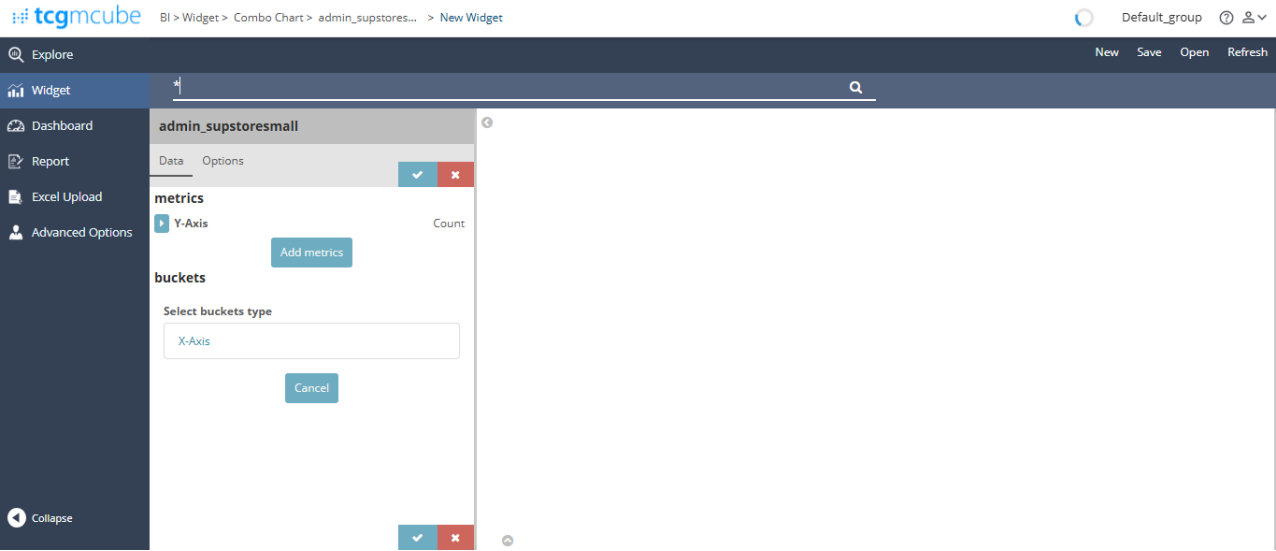 tcgmcube
BI > Widget > Combo Chart > admin_supstores... > New Widget
Default_group
Explore
New Save Open Refresh
Widget
*
Dashboard
admin_supstoresmall
Report
Data Options
Excel Upload
metrics
Advanced Options
Y-Axis Count
Add metrics
buckets
Select buckets type
X-Axis
Cancel
Collapse